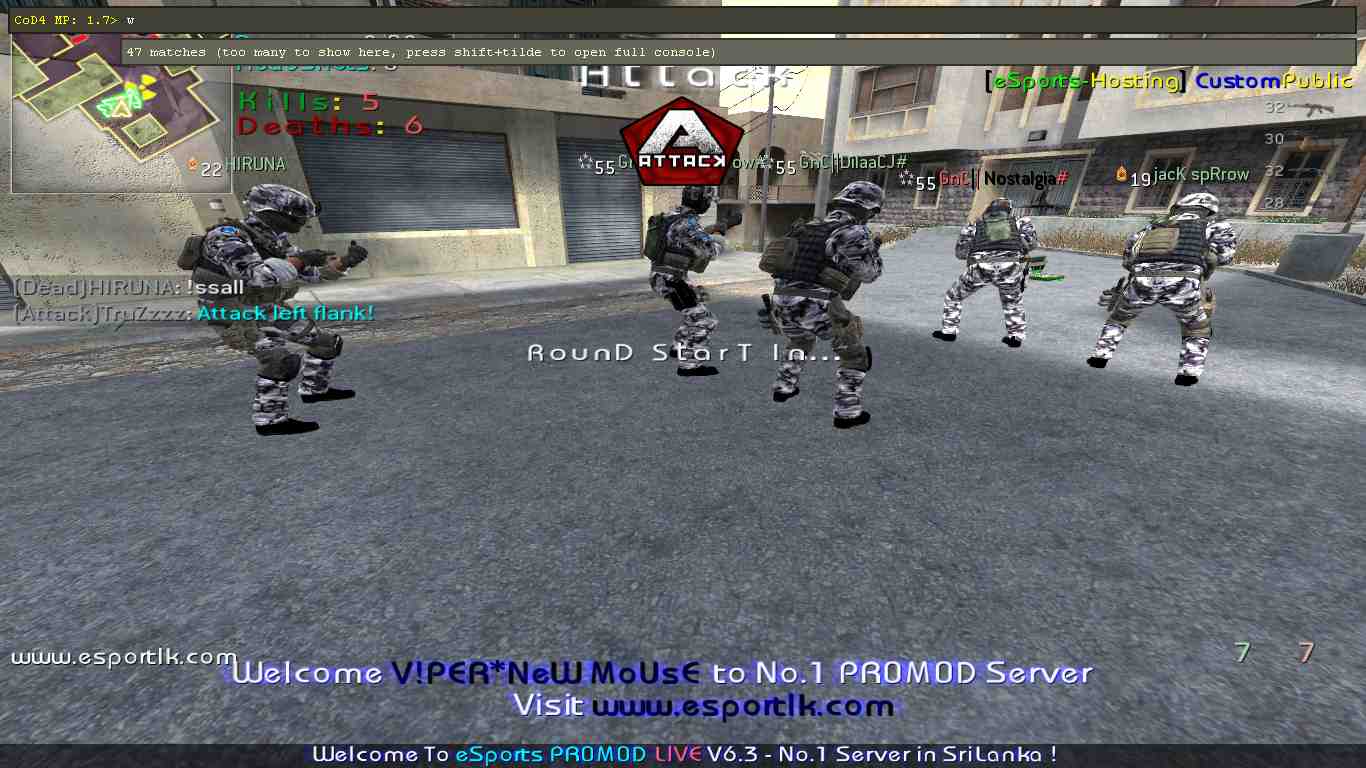 CoD4 MP: 1.7> w
47 matches (too many to show here, press shift+tilde to open full console)
Attack
[eSports-Hosting] CustomPublic
Kills: 5
Deaths: 6
32
30
32
28
ATTACK
22 HIRUNA
55
55 GnC||DilaaCJ#
55 GnC|| Nostalgia#
19 jacK spRrow
(Dead)HIRUNA: !ssall
(Attack)TruZzzz: Attack left flank!
RounD StarT In...
7 7
www.esportlk.com
Welcome V!PER*NeW MoUsE to No.1 PROMOD Server
Visit www.esportlk.com
Welcome To eSports PROMOD LIVE V6.3 - No.1 Server in SriLanka !